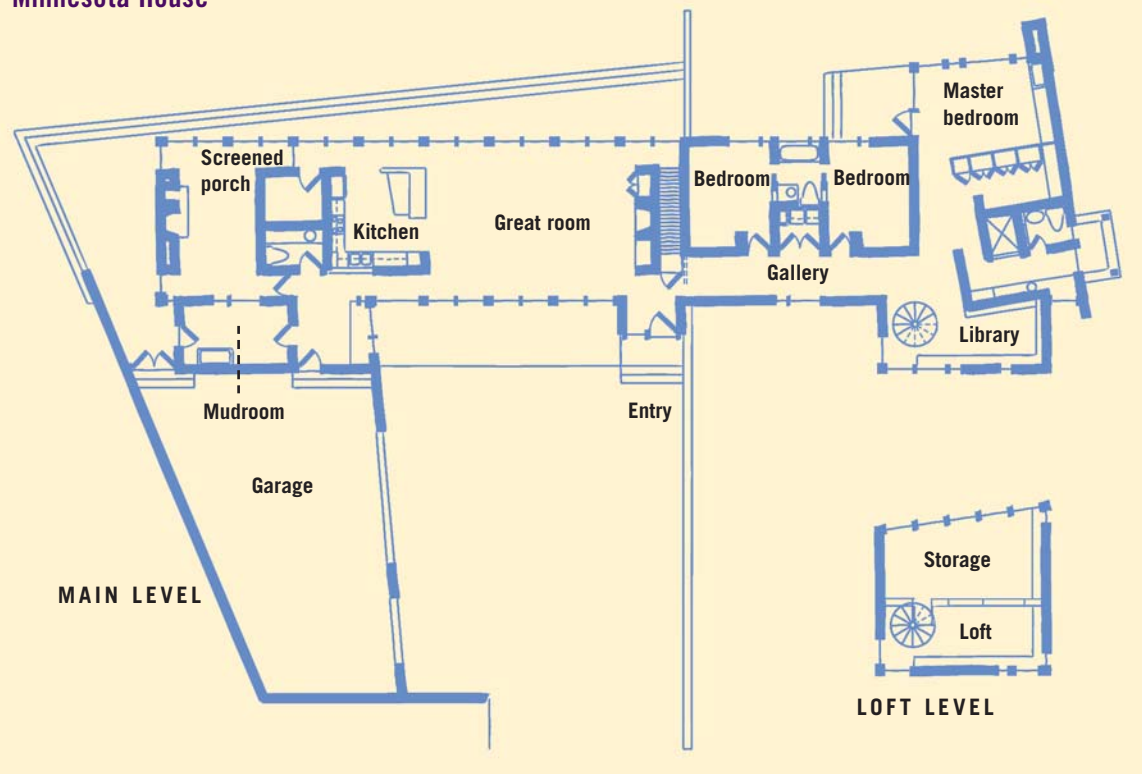 Minnesota House
Master
bedroom
Screened
porch
Bedroom
Bedroom
Kitchen
Great room
Gallery
Library
Mudroom
Entry
Garage
MAIN LEVEL
Storage
Loft
LOFT LEVEL